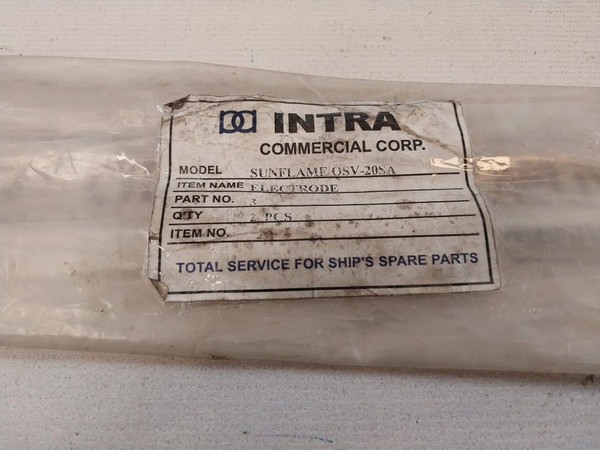 INTRA
COMMERCIAL CORP.
MODEL SUNFLAME OSV-20SA
ITEM NAME ELECTRODE
PART NO. 3
Q'TY 2 PCS
ITEM NO.
TOTAL SERVICE FOR SHIP'S SPARE PARTS